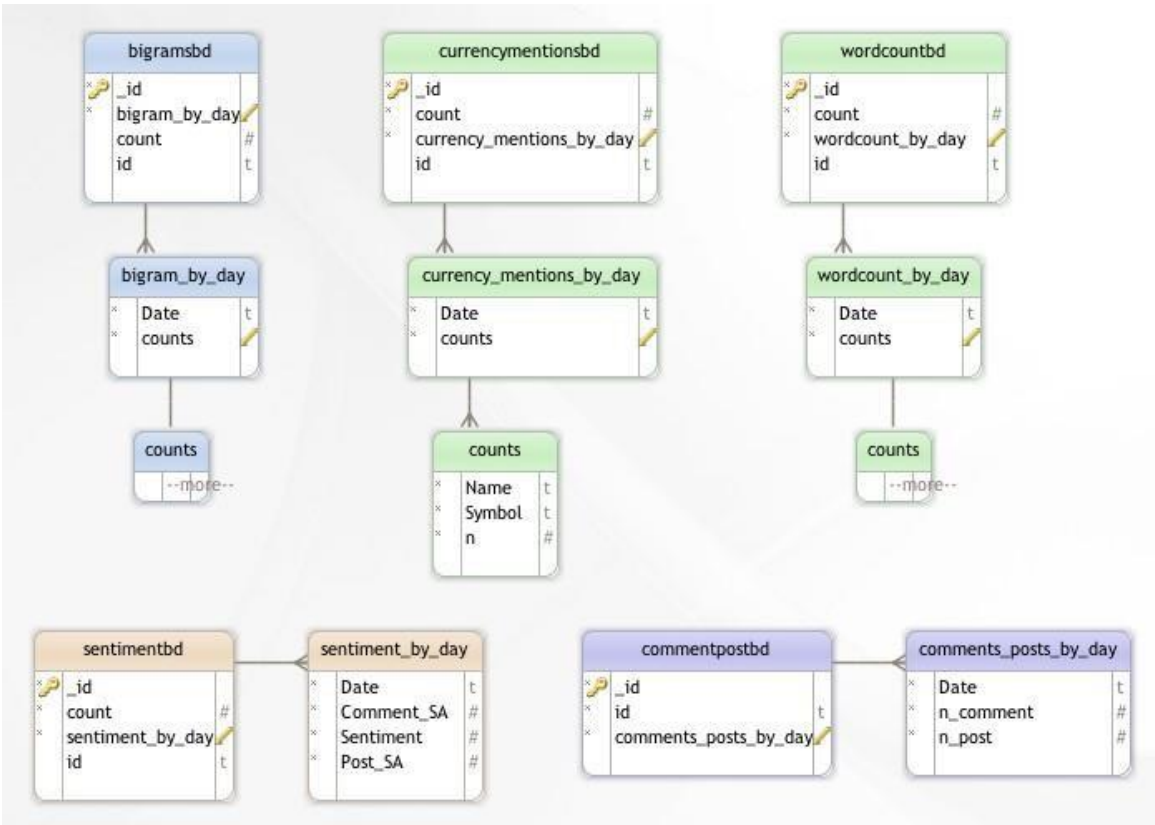 bigramsbd
_id
bigram_by_day
count #
id t
currencymentionsbd
_id
count #
currency_mentions_by_day
id t
wordcountbd
_id
count #
wordcount_by_day
id t
bigram_by_day
Date t
counts
currency_mentions_by_day
Date t
counts
wordcount_by_day
Date t
counts
counts
--more--
counts
Name t
Symbol t
n #
counts
--more--
sentimentbd
_id
count #
sentiment_by_day
id t
sentiment_by_day
Date t
Comment_SA #
Sentiment #
Post_SA #
commentpostbd
_id
id t
comments_posts_by_day
comments_posts_by_day
Date t
n_comment #
n_post #